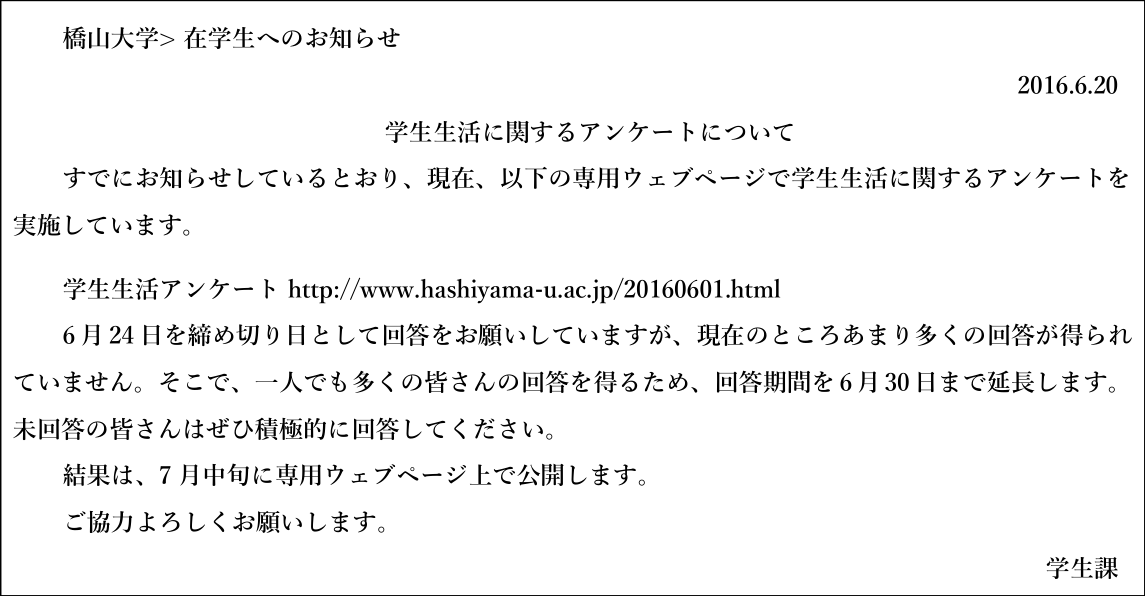 橋山大学> 在学生へのお知らせ
2016.6.20
学生生活に関するアンケートについて
すでにお知らせしているとおり、現在、以下の専用ウェブページで学生生活に関するアンケートを
実施しています。
学生生活アンケート http://www.hashiyama-u.ac.jp/20160601.html
6月24日を締め切り日として回答をお願いしていますが、現在のところあまり多くの回答が得られ
ていません。そこで、一人でも多くの皆さんの回答を得るため、回答期間を6月30日まで延長します。
未回答の皆さんはぜひ積極的に回答してください。
結果は、7月中旬に専用ウェブページ上で公開します。
ご協力よろしくお願いします。
学生課